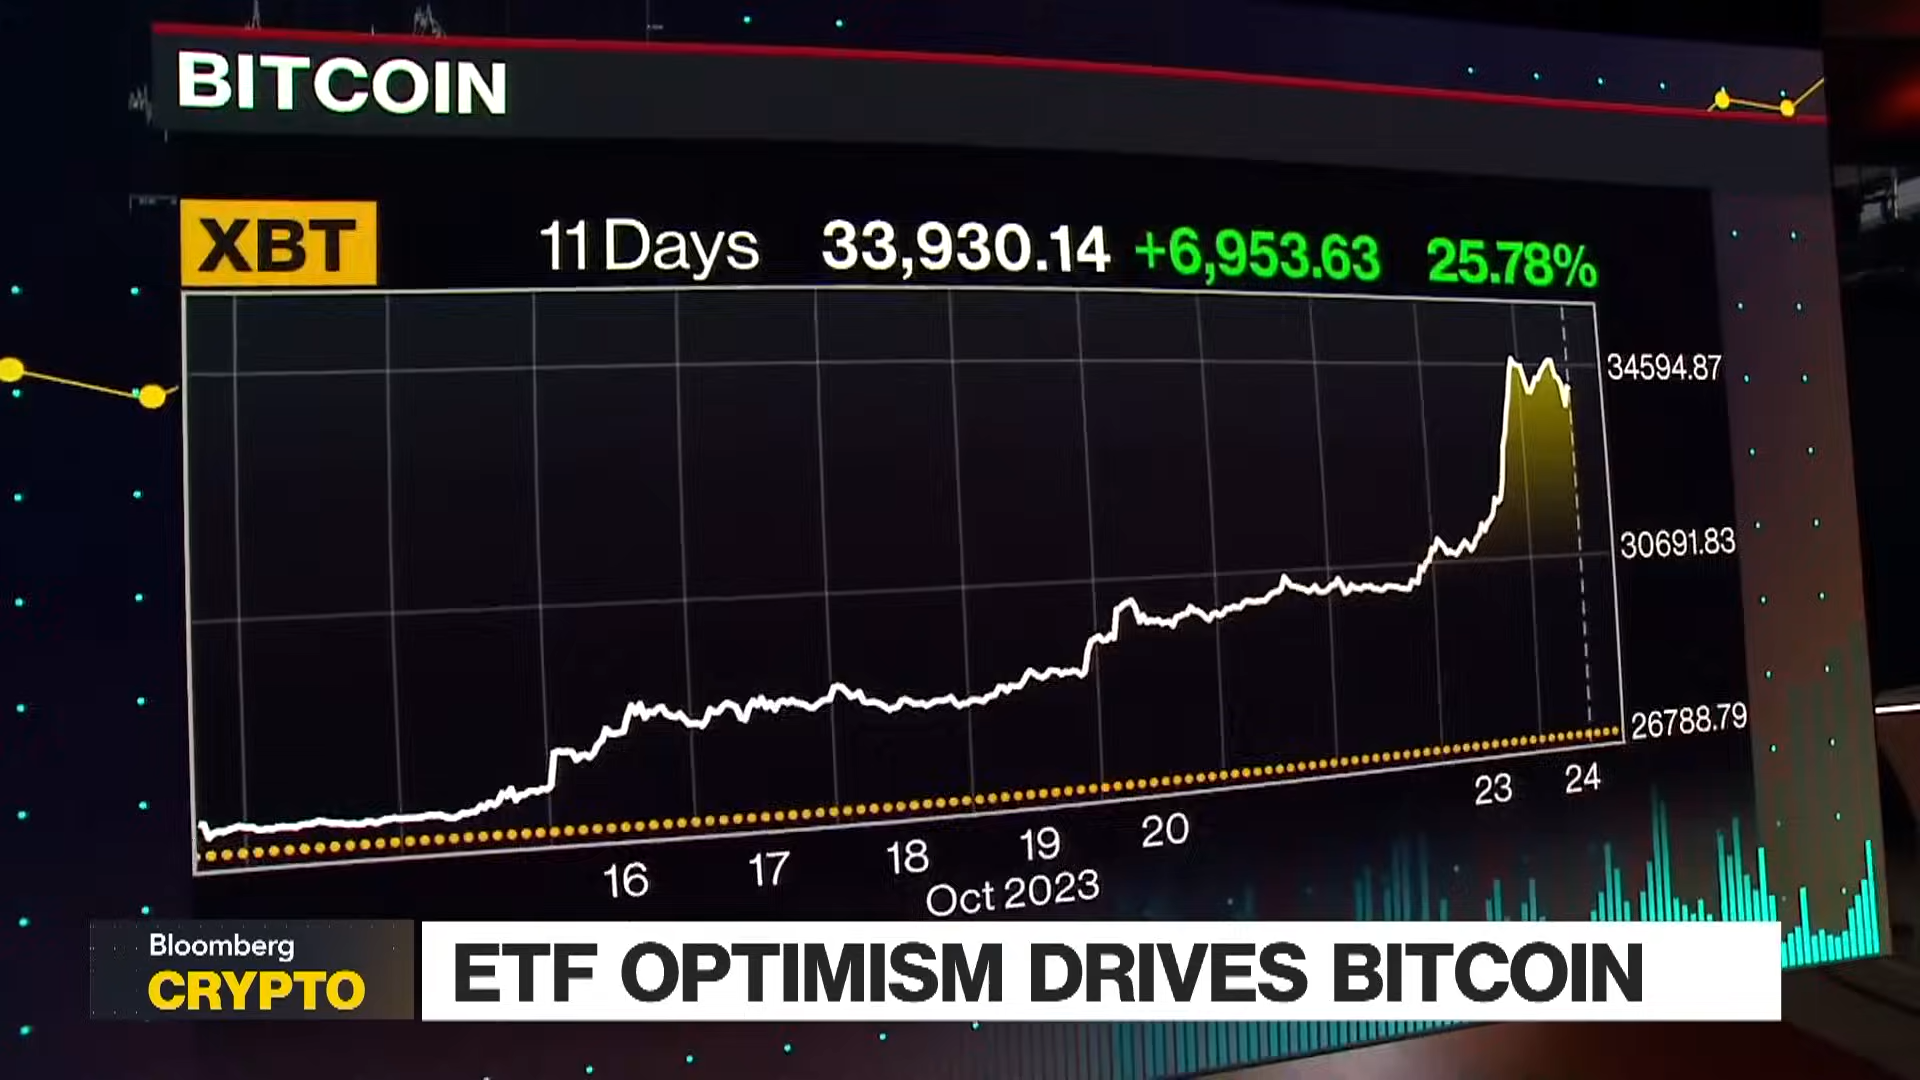 BITCOIN
XBT 11 Days 33,930.14 +6,953.63 25.78%
34594.87
30691.83
26788.79
16 17 18 19 20 23 24
Oct 2023
Bloomberg
CRYPTO
ETF OPTIMISM DRIVES BITCOIN